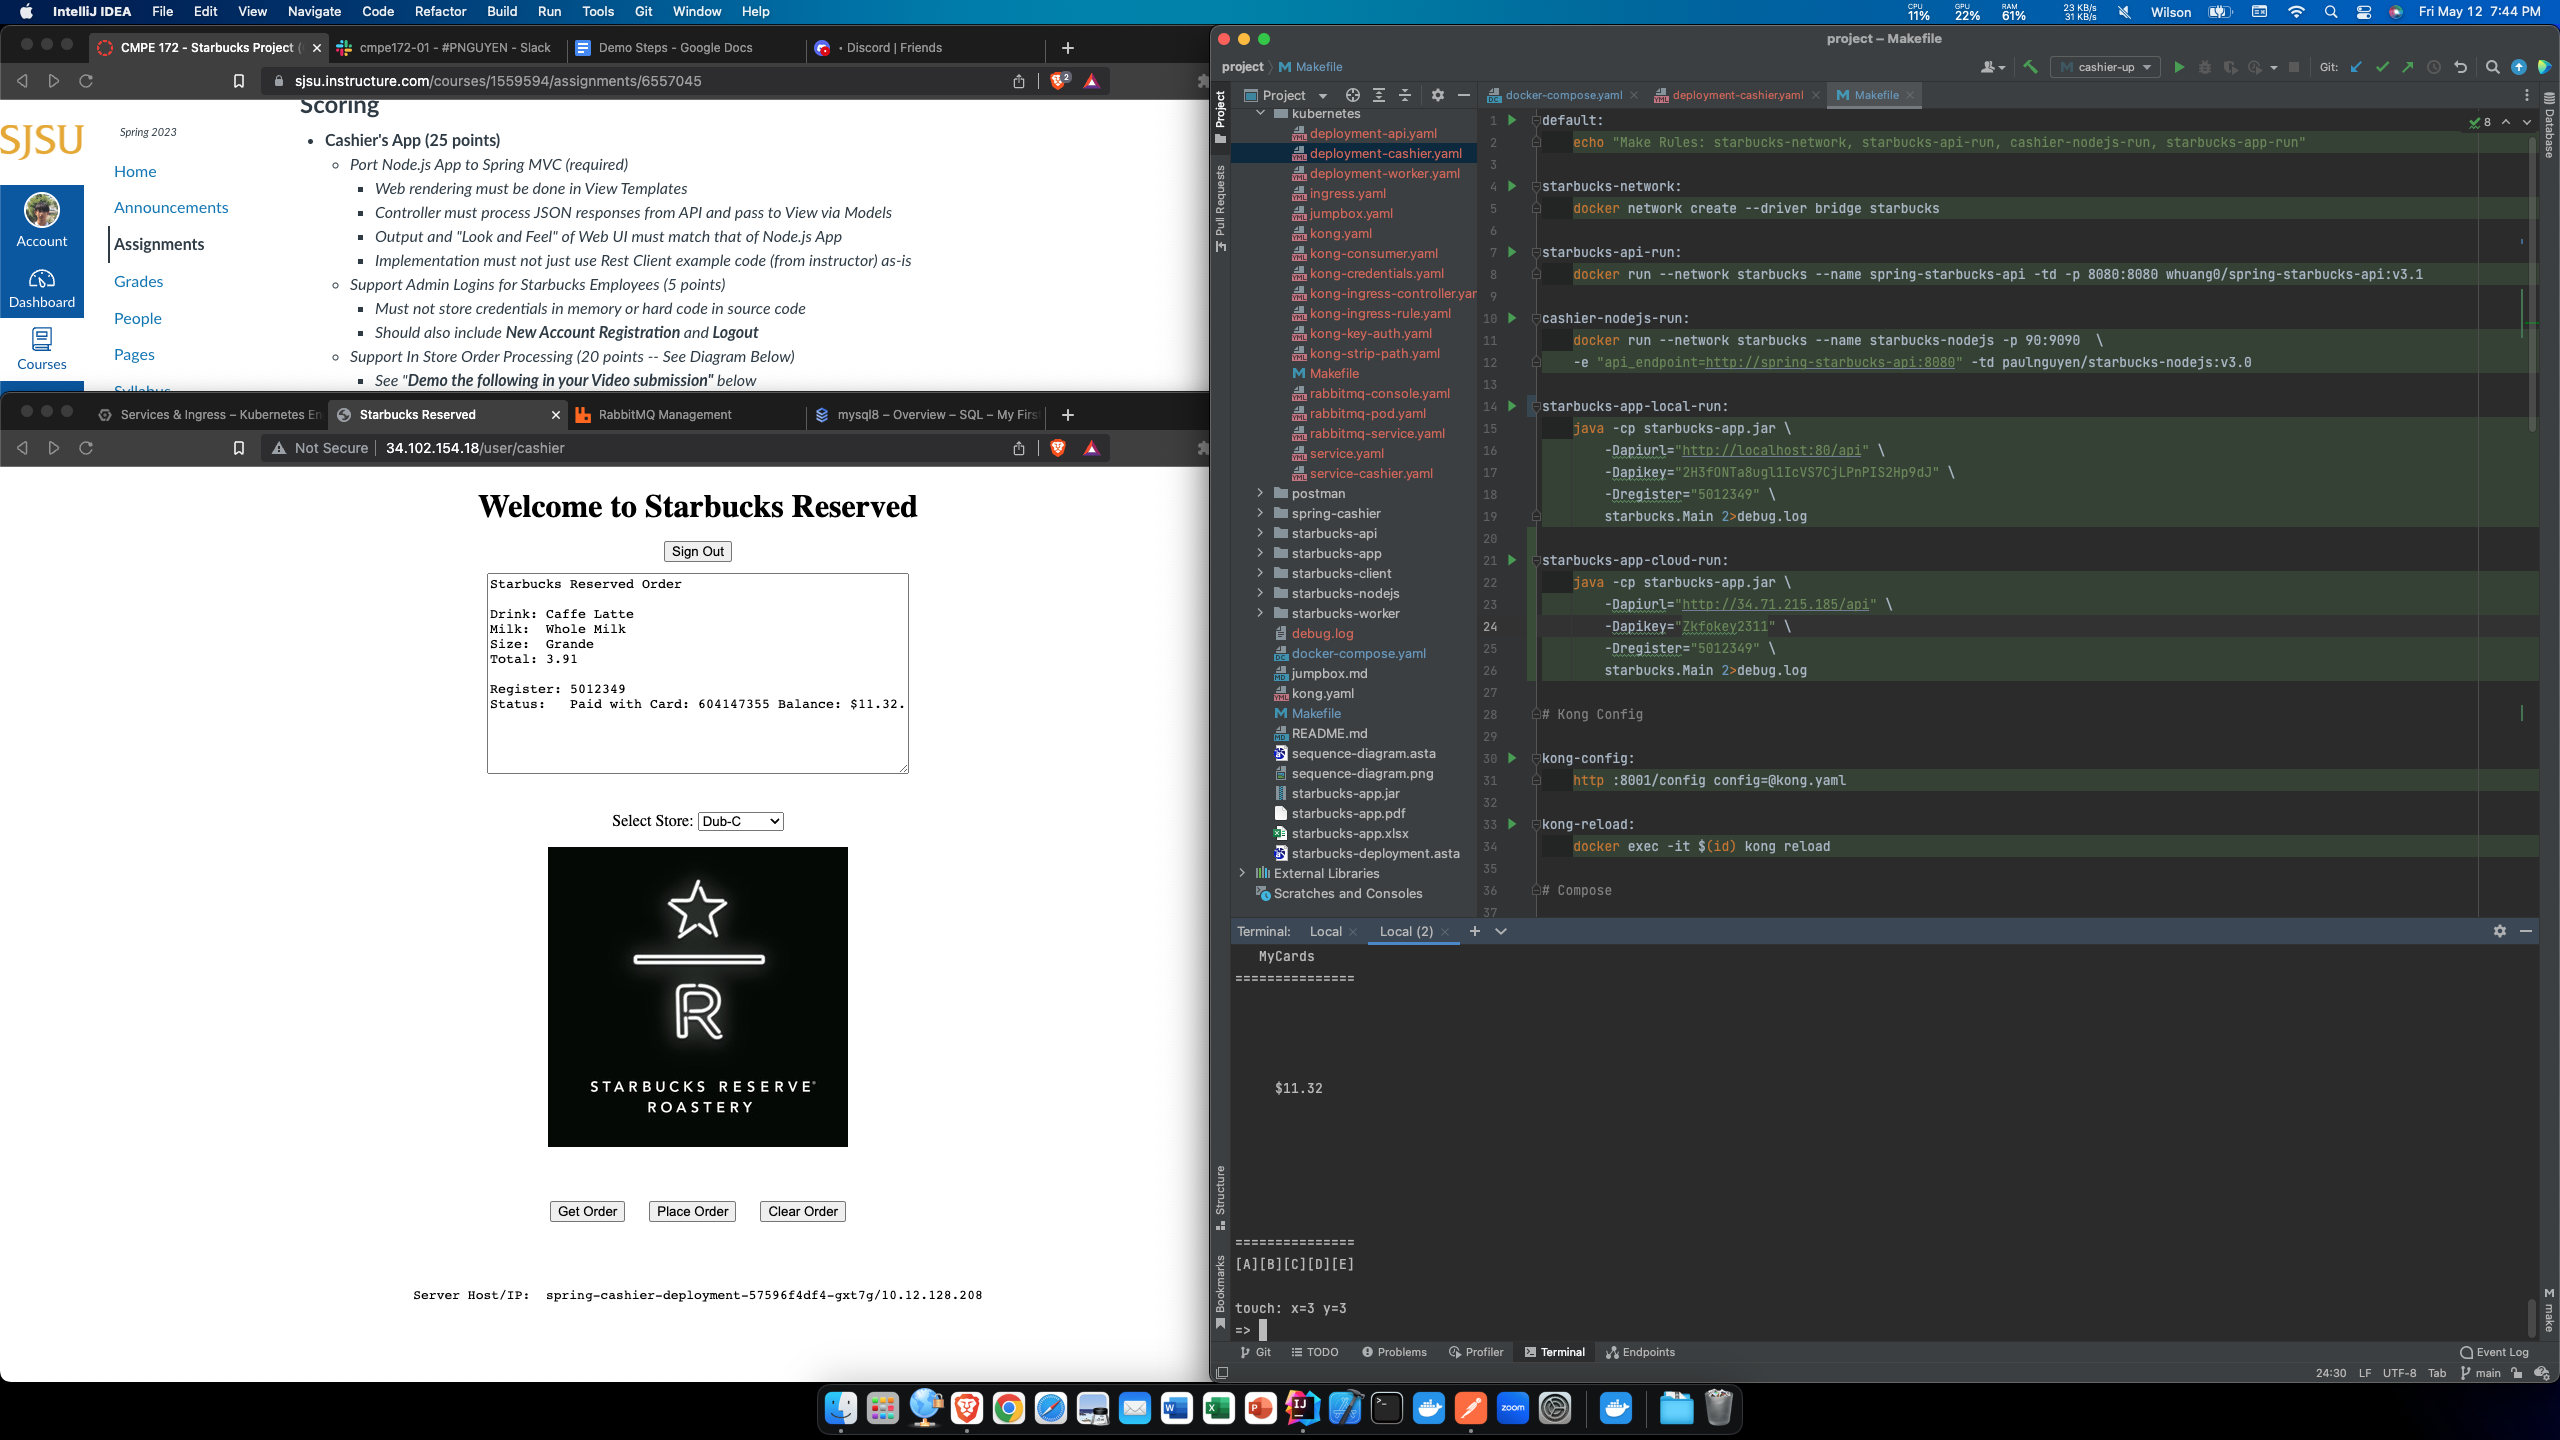 IntelliJ IDEA File Edit View Navigate Code Refactor Build Run Tools Git Window Help
CPU 11% GPU 22% RAM 61% 23 KB/s 31 KB/s Wilson Fri May 12 7:44 PM
CMPE 172 - Starbucks Project ( cmpe172-01 - #PNGUYEN - Slack Demo Steps - Google Docs • Discord | Friends
sjsu.instructure.com/courses/1559594/assignments/6557045
2
SJSU
Account
Dashboard
Courses
Spring 2023
Home
Announcements
Assignments
Grades
People
Pages
Syllabus
Scoring
Cashier's App (25 points)
Port Node.js App to Spring MVC (required)
Web rendering must be done in View Templates
Controller must process JSON responses from API and pass to View via Models
Output and "Look and Feel" of Web UI must match that of Node.js App
Implementation must not just use Rest Client example code (from instructor) as-is
Support Admin Logins for Starbucks Employees (5 points)
Must not store credentials in memory or hard code in source code
Should also include New Account Registration and Logout
Support In Store Order Processing (20 points -- See Diagram Below)
See "Demo the following in your Video submission" below
Services & Ingress – Kubernetes En Starbucks Reserved RabbitMQ Management mysql8 – Overview – SQL – My Firs
Not Secure 34.102.154.18/user/cashier
Welcome to Starbucks Reserved
Sign Out
Starbucks Reserved Order
Drink: Caffe Latte
Milk: Whole Milk
Size: Grande
Total: 3.91
Register: 5012349
Status: Paid with Card: 604147355 Balance: $11.32.
Select Store: Dub-C
R
STARBUCKS RESERVE
ROASTERY
Get Order Place Order Clear Order
Server Host/IP: spring-cashier-deployment-57596f4df4-gxt7g/10.12.128.208
project – Makefile
project Makefile
cashier-up Git:
Project
Pull Requests
Structure
Bookmarks
Database
make
Project
kubernetes
deployment-api.yaml
deployment-cashier.yaml
deployment-worker.yaml
ingress.yaml
jumpbox.yaml
kong.yaml
kong-consumer.yaml
kong-credentials.yaml
kong-ingress-controller.yar
kong-ingress-rule.yaml
kong-key-auth.yaml
kong-strip-path.yaml
Makefile
rabbitmq-console.yaml
rabbitmq-pod.yaml
rabbitmq-service.yaml
service.yaml
service-cashier.yaml
postman
spring-cashier
starbucks-api
starbucks-app
starbucks-client
starbucks-nodejs
starbucks-worker
debug.log
docker-compose.yaml
jumpbox.md
kong.yaml
Makefile
README.md
sequence-diagram.asta
sequence-diagram.png
starbucks-app.jar
starbucks-app.pdf
starbucks-app.xlsx
starbucks-deployment.asta
External Libraries
Scratches and Consoles
docker-compose.yaml deployment-cashier.yaml Makefile
8
1 default:
2 echo "Make Rules: starbucks-network, starbucks-api-run, cashier-nodejs-run, starbucks-app-run"
3
4 starbucks-network:
5 docker network create --driver bridge starbucks
6
7 starbucks-api-run:
8 docker run --network starbucks --name spring-starbucks-api -td -p 8080:8080 whuang0/spring-starbucks-api:v3.1
9
10 cashier-nodejs-run:
11 docker run --network starbucks --name starbucks-nodejs -p 90:9090 \
12 -e "api_endpoint=http://spring-starbucks-api:8080" -td paulnguyen/starbucks-nodejs:v3.0
13
14 starbucks-app-local-run:
15 java -cp starbucks-app.jar \
16 -Dapiurl="http://localhost:80/api" \
17 -Dapikey="2H3fONTa8ugl1IcVS7CjLPnPIS2Hp9dJ" \
18 -Dregister="5012349" \
19 starbucks.Main 2>debug.log
20
21 starbucks-app-cloud-run:
22 java -cp starbucks-app.jar \
23 -Dapiurl="http://34.71.215.185/api" \
24 -Dapikey="Zkfokey2311" \
25 -Dregister="5012349" \
26 starbucks.Main 2>debug.log
27
28 # Kong Config
29
30 kong-config:
31 http :8001/config config=@kong.yaml
32
33 kong-reload:
34 docker exec -it $(id) kong reload
35
36 # Compose
37
Terminal: Local Local (2)
MyCards
===============
$11.32
===============
[A][B][C][D][E]
touch: x=3 y=3
=>
Git TODO Problems Profiler Terminal Endpoints Event Log
24:30 LF UTF-8 Tab main
zoom